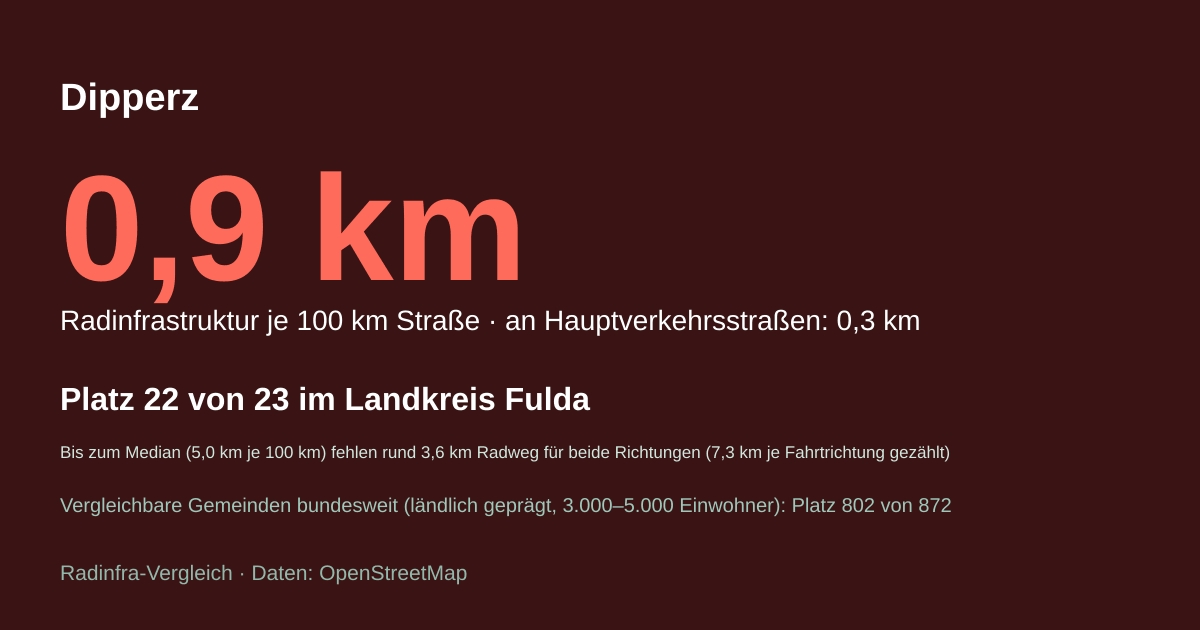 Dipperz
0,9 km
Radinfrastruktur je 100 km Straße · an Hauptverkehrsstraßen: 0,3 km
Platz 22 von 23 im Landkreis Fulda
Bis zum Median (5,0 km je 100 km) fehlen rund 3,6 km Radweg für beide Richtungen (7,3 km je Fahrtrichtung gezählt)
Vergleichbare Gemeinden bundesweit (ländlich geprägt, 3.000–5.000 Einwohner): Platz 802 von 872
Radinfra-Vergleich · Daten: OpenStreetMap